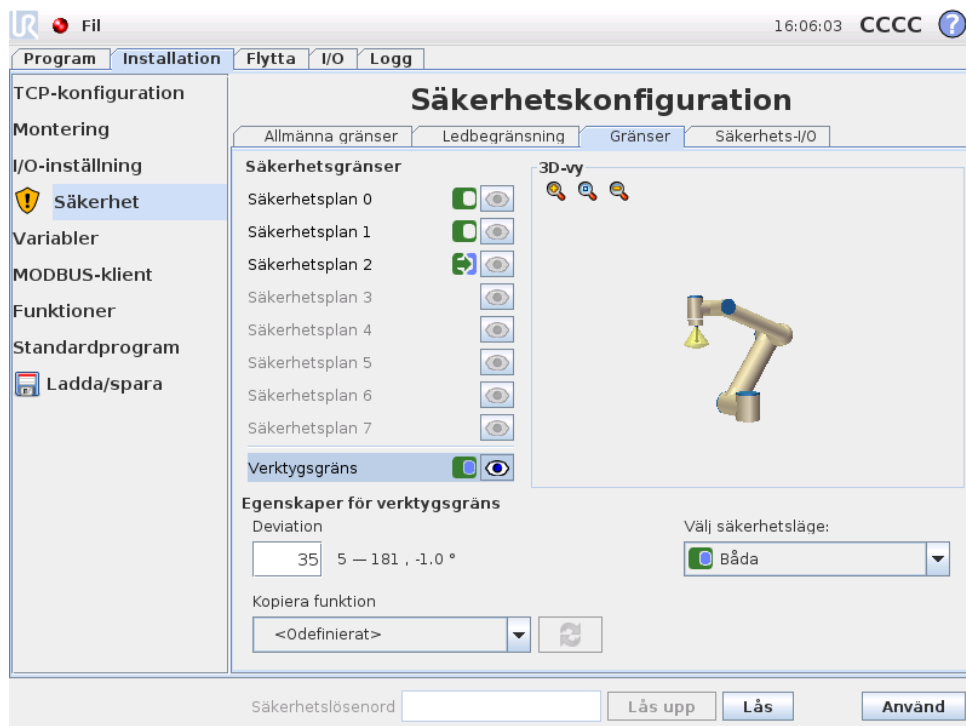 UR Fil 16:06:03 CCCC ?
Program Installation Flytta I/O Logg
TCP-konfiguration
Montering
I/O-inställning
Säkerhet
Variabler
MODBUS-klient
Funktioner
Standardprogram
Ladda/spara
Säkerhetskonfiguration
Allmänna gränser Ledbegränsning Gränser Säkerhets-I/O
Säkerhetsgränser
Säkerhetsplan 0
Säkerhetsplan 1
Säkerhetsplan 2
Säkerhetsplan 3
Säkerhetsplan 4
Säkerhetsplan 5
Säkerhetsplan 6
Säkerhetsplan 7
Verktygsgräns
3D-vy
Egenskaper för verktygsgräns
Deviation
35 5 — 181 , -1.0 °
Välj säkerhetsläge:
Båda
Kopiera funktion
<Odefinierat>
Säkerhetslösenord Lås upp Lås Använd